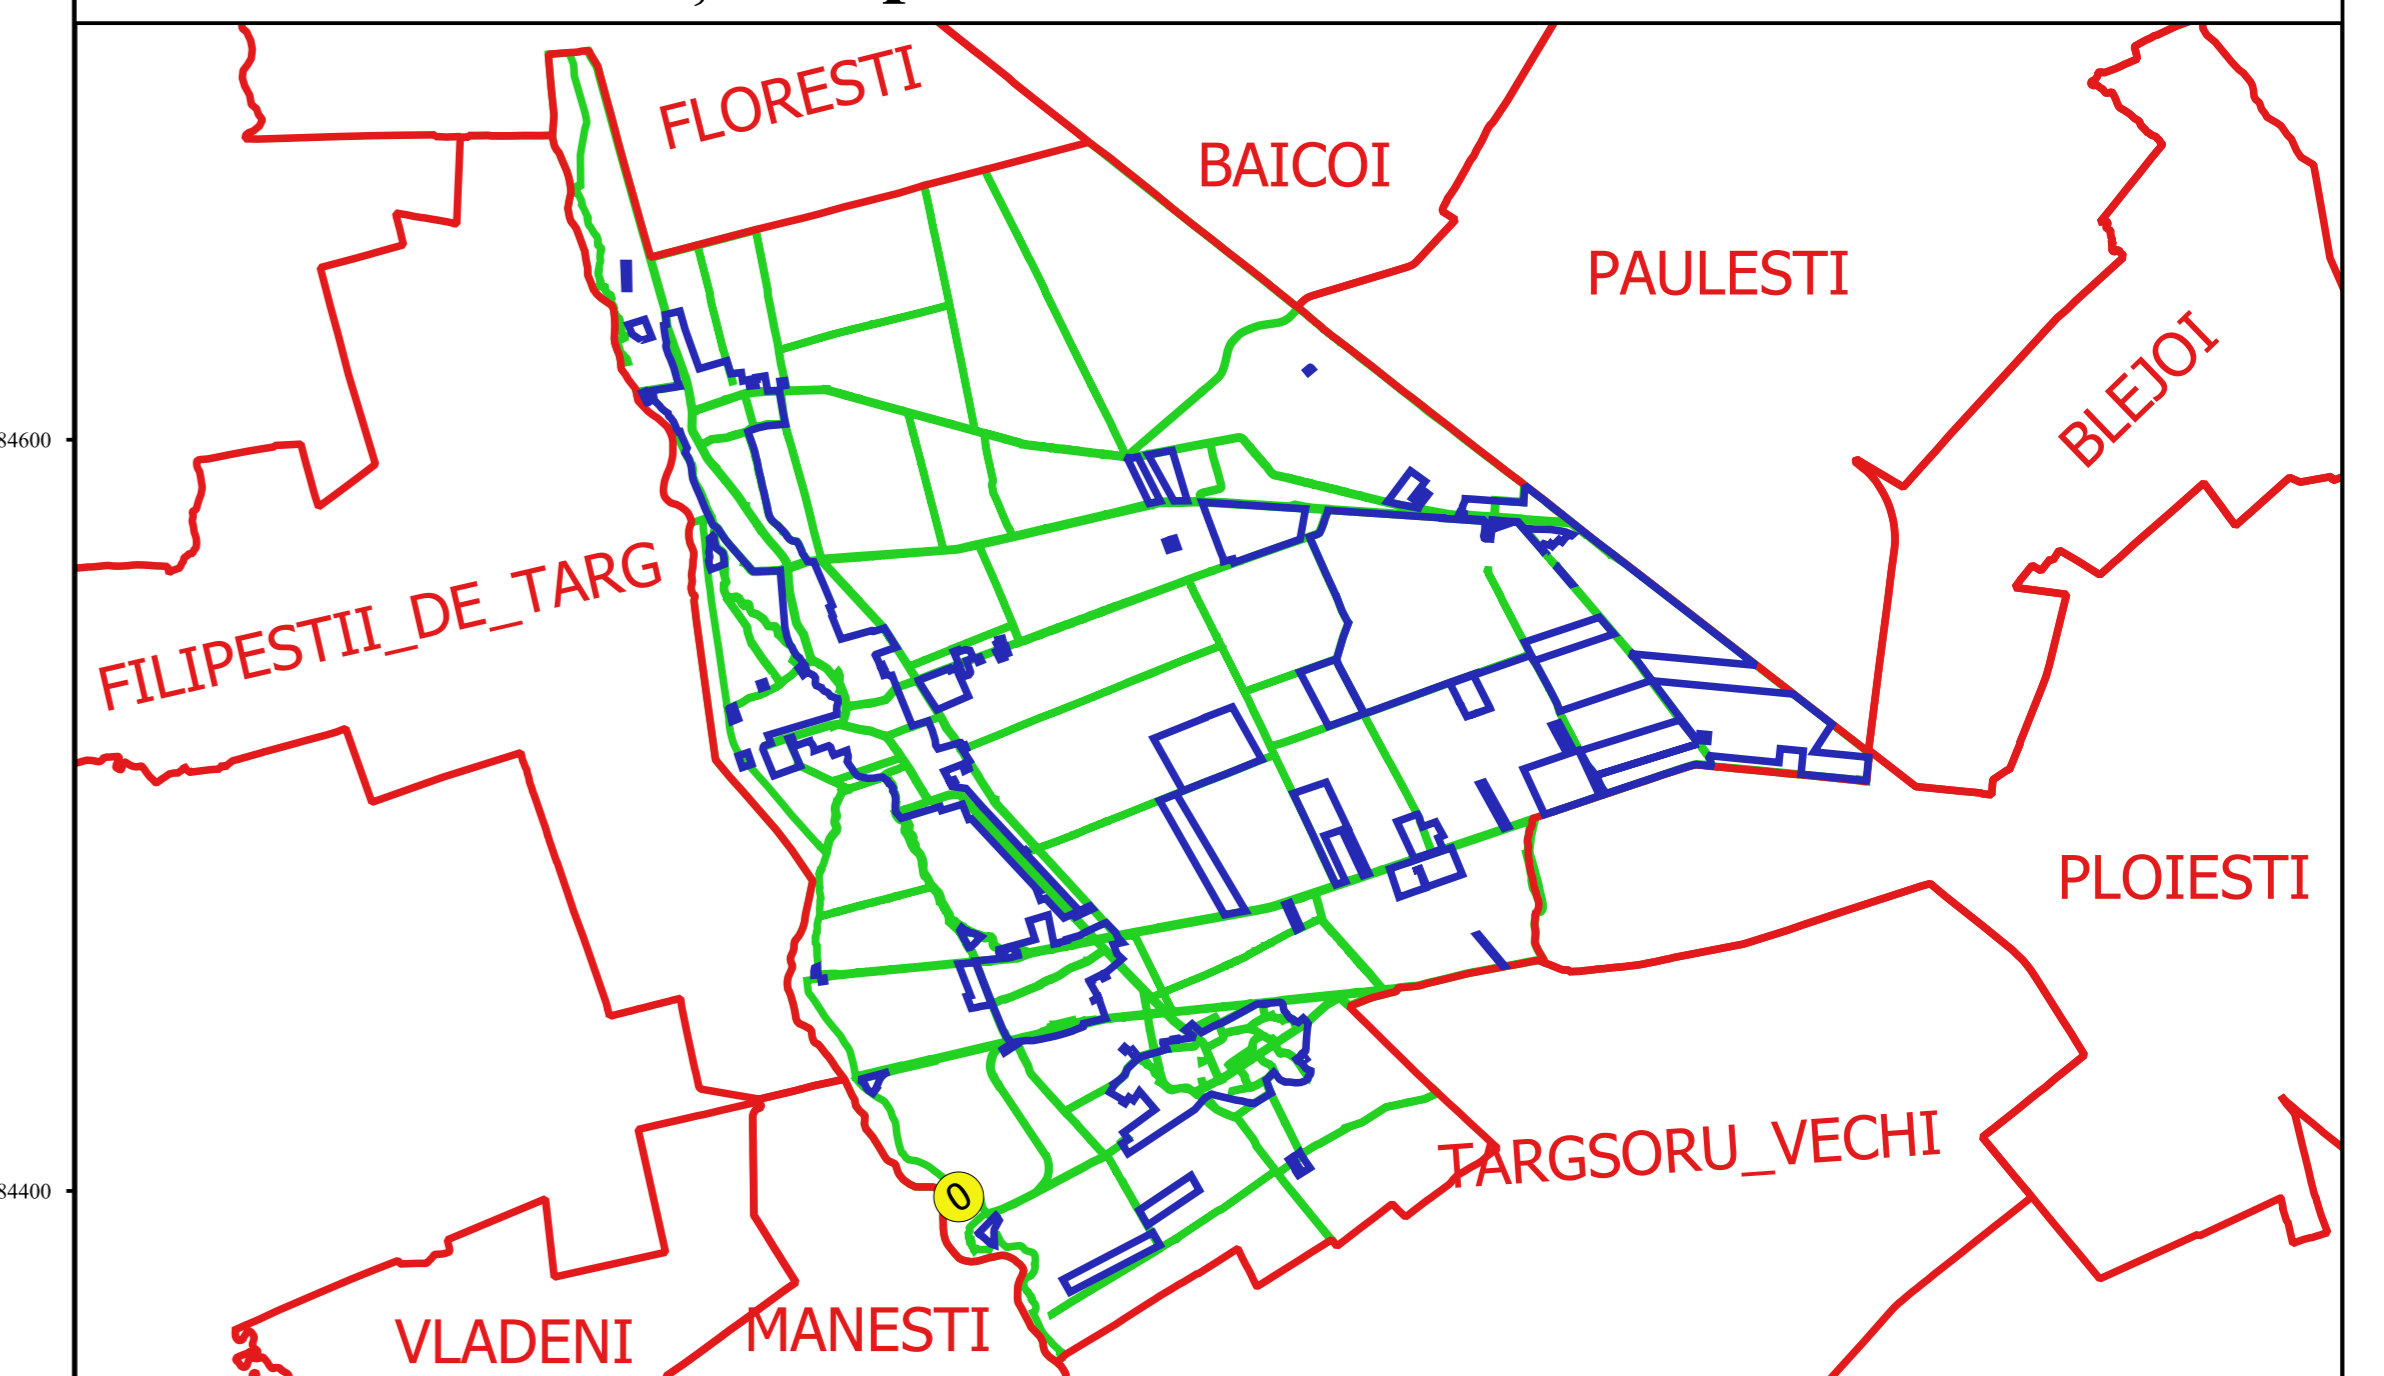 FLORESTI
BAICOI
PAULESTI
BLEJOI
84600
FILIPESTII_DE_TARG
PLOIESTI
TARGSORU_VECHI
84400
0
VLADENI
MANESTI